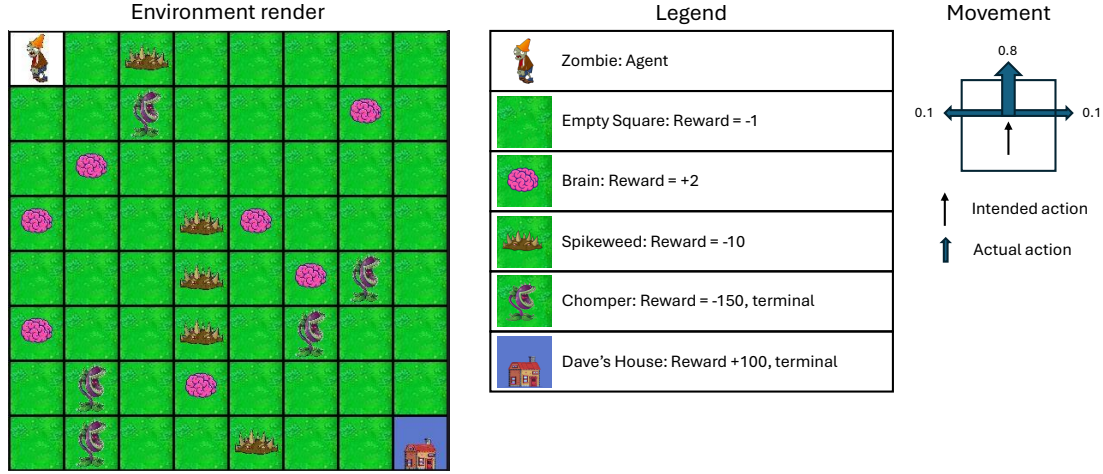 Environment render
Legend
Movement
Zombie: Agent
Empty Square: Reward = -1
Brain: Reward = +2
Spikeweed: Reward = -10
Chomper: Reward = -150, terminal
Dave's House: Reward +100, terminal
0.8
0.1
0.1
Intended action
Actual action